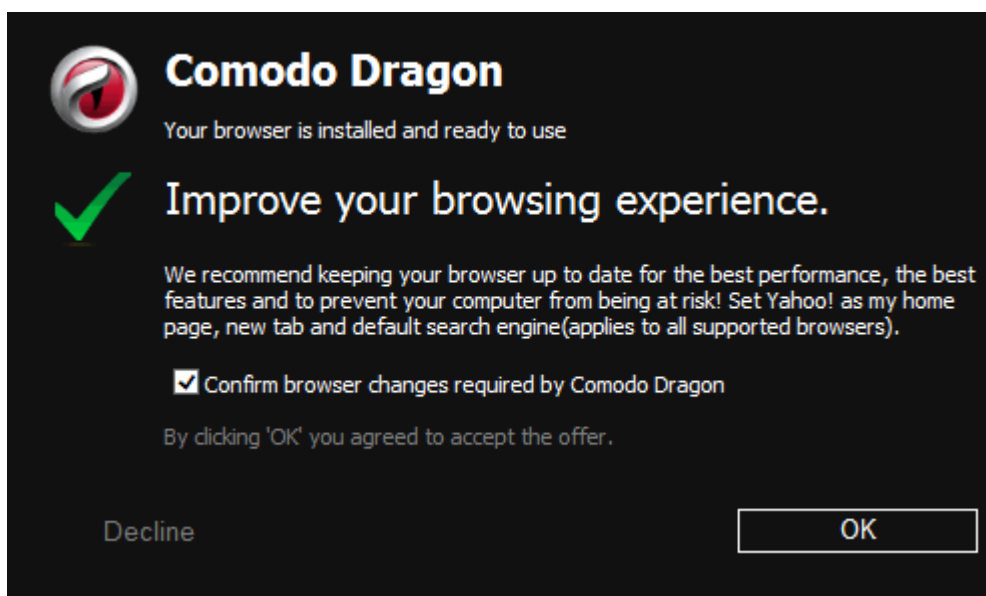 Comodo Dragon
Your browser is installed and ready to use
Improve your browsing experience.
We recommend keeping your browser up to date for the best performance, the best
features and to prevent your computer from being at risk! Set Yahoo! as my home
page, new tab and default search engine(applies to all supported browsers).
Confirm browser changes required by Comodo Dragon
By clicking 'OK' you agreed to accept the offer.
Decline
OK